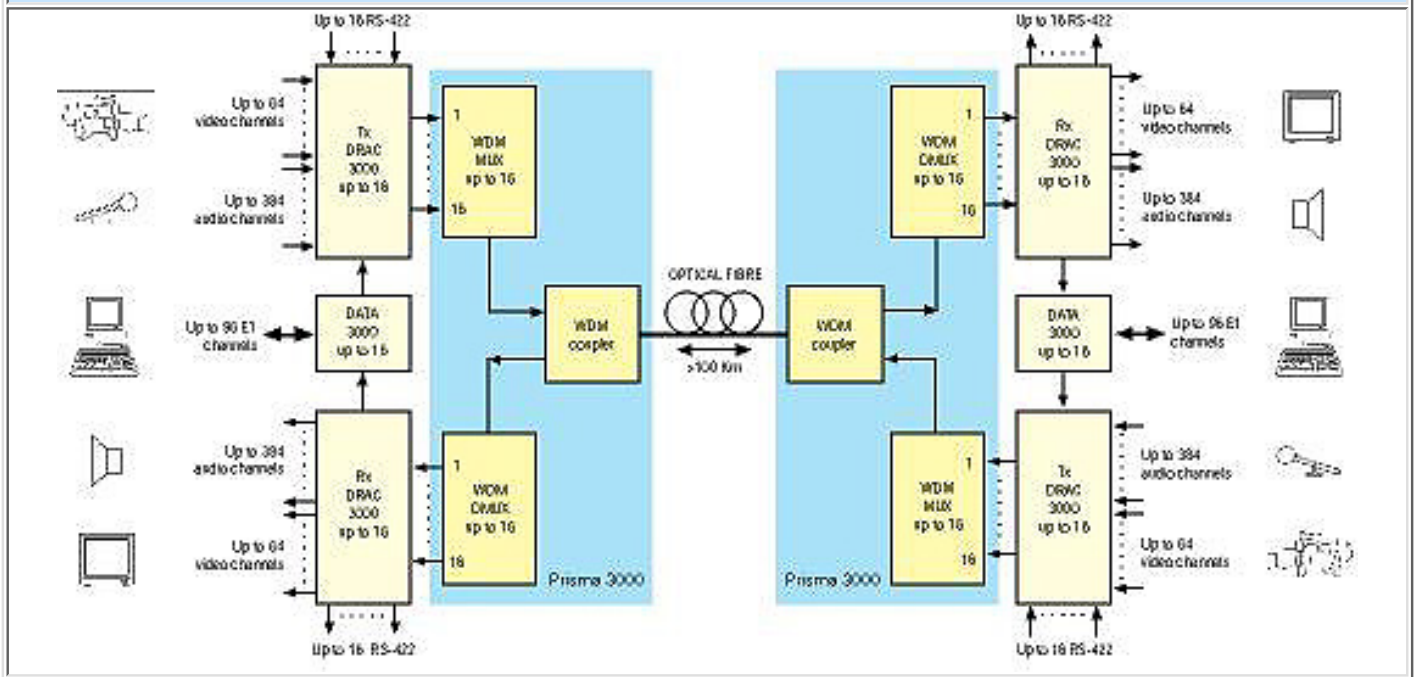 Up to 16 RS-422
Up to 64
video channels
Up to 384
audio channels
Tx
DRAC
3000
up to 16
1
16
WDM
MUX
up to 16
Up to 96 E1
channels
DATA
3000
up to 16
WDM
coupler
Up to 384
audio channels
Up to 64
video channels
Rx
DRAC
3000
up to 16
1
16
WDM
DMUX
up to 16
Prisma 3000
Up to 16 RS-422
OPTICAL FIBRE
>100 Km
Up to 16 RS-422
WDM
DMUX
up to 16
1
16
Rx
DRAC
3000
up to 16
Up to 64
video channels
Up to 384
audio channels
WDM
coupler
DATA
3000
up to 16
Up to 96 E1
channels
WDM
MUX
up to 16
1
16
Tx
DRAC
3000
up to 16
Up to 384
audio channels
Up to 64
video channels
Prisma 3000
Up to 16 RS-422